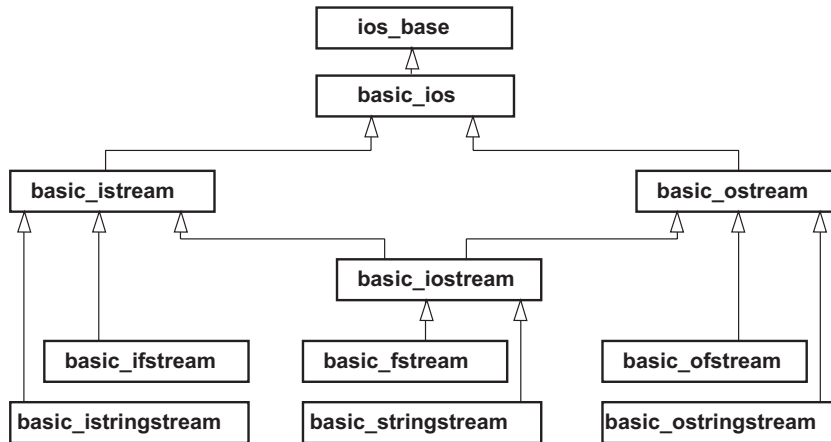 ios_base
basic_ios
basic_istream
basic_ostream
basic_iostream
basic_ifstream
basic_fstream
basic_ofstream
basic_istringstream
basic_stringstream
basic_ostringstream